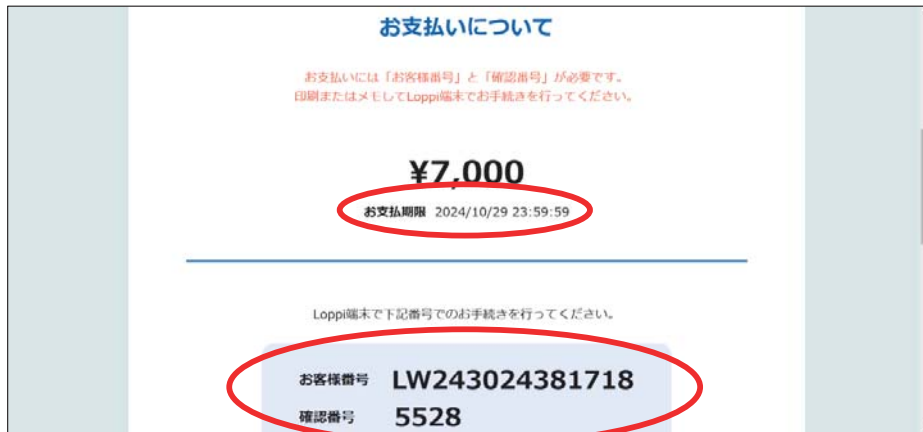 お支払いについて
お支払いには「お客様番号」と「確認番号」が必要です。
印刷またはメモしてLoppi端末でお手続きを行ってください。
¥7,000
お支払期限 2024/10/29 23:59:59
Loppi端末で下記番号でのお手続きを行ってください。
お客様番号 LW243024381718
確認番号 5528